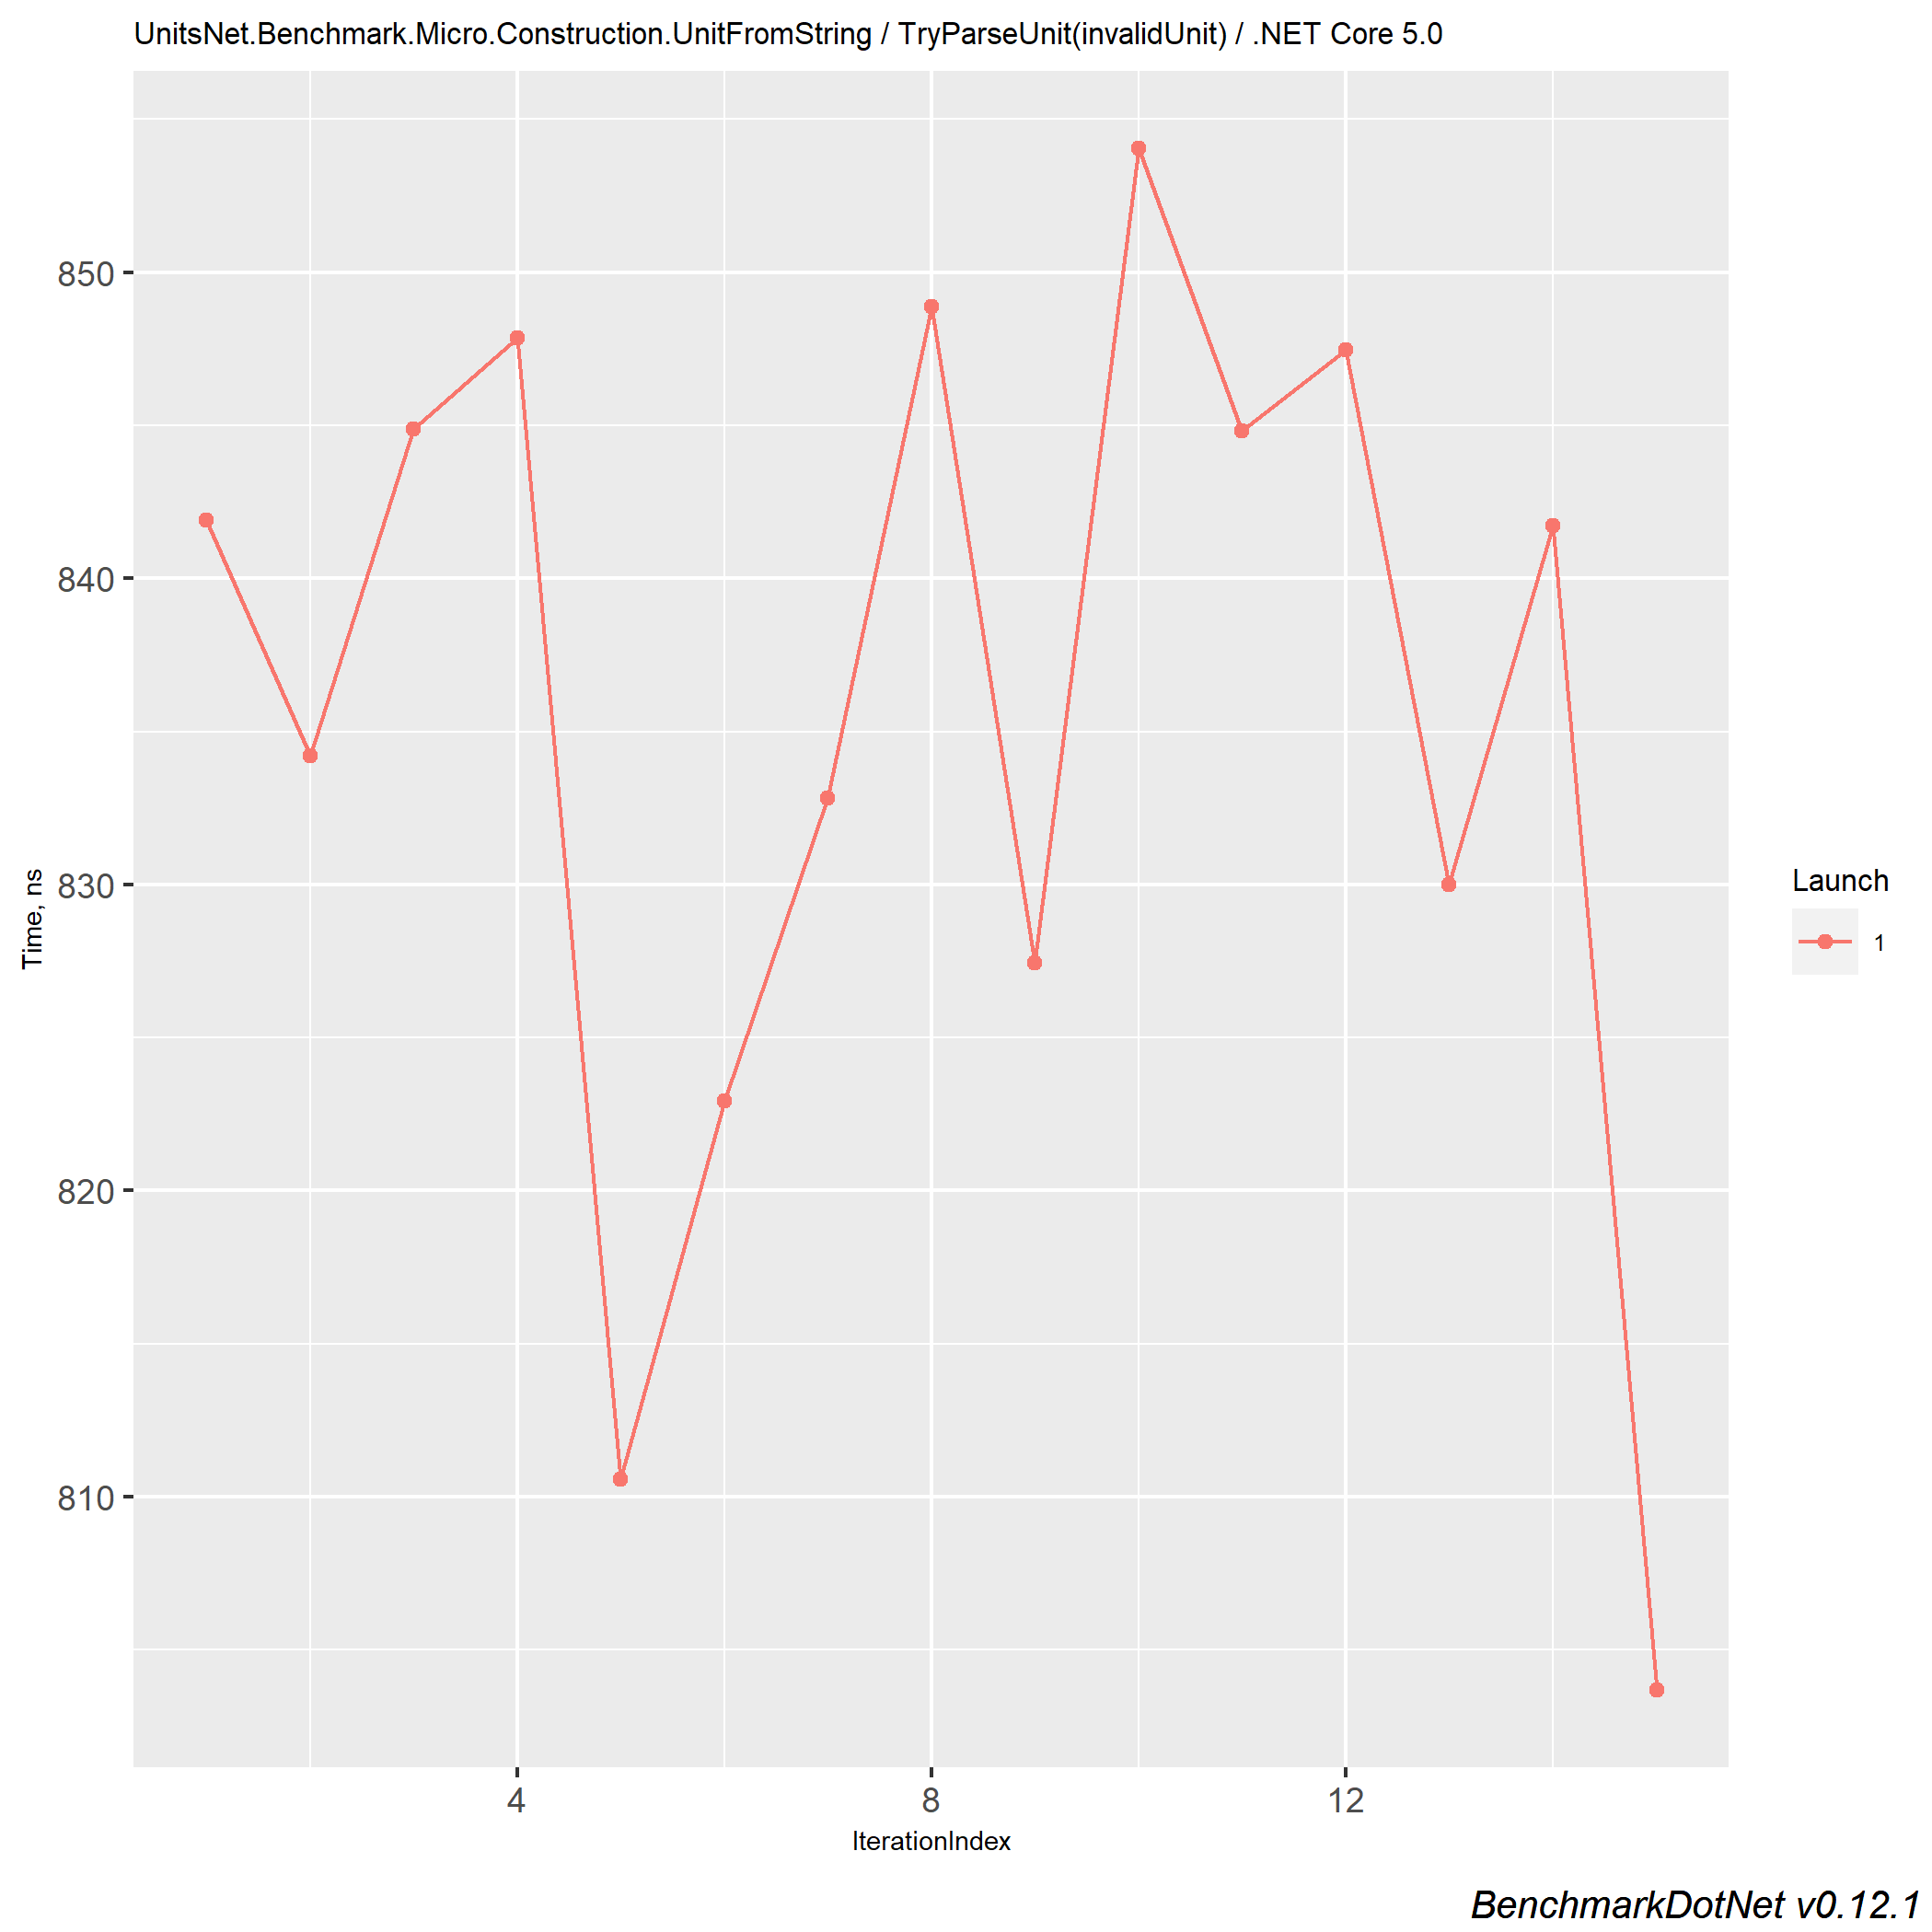 UnitsNet.Benchmark.Micro.Construction.UnitFromString / TryParseUnit(invalidUnit) / .NET Core 5.0
850
840
830
820
810
Time, ns
4
8
12
IterationIndex
Launch
1
BenchmarkDotNet v0.12.1